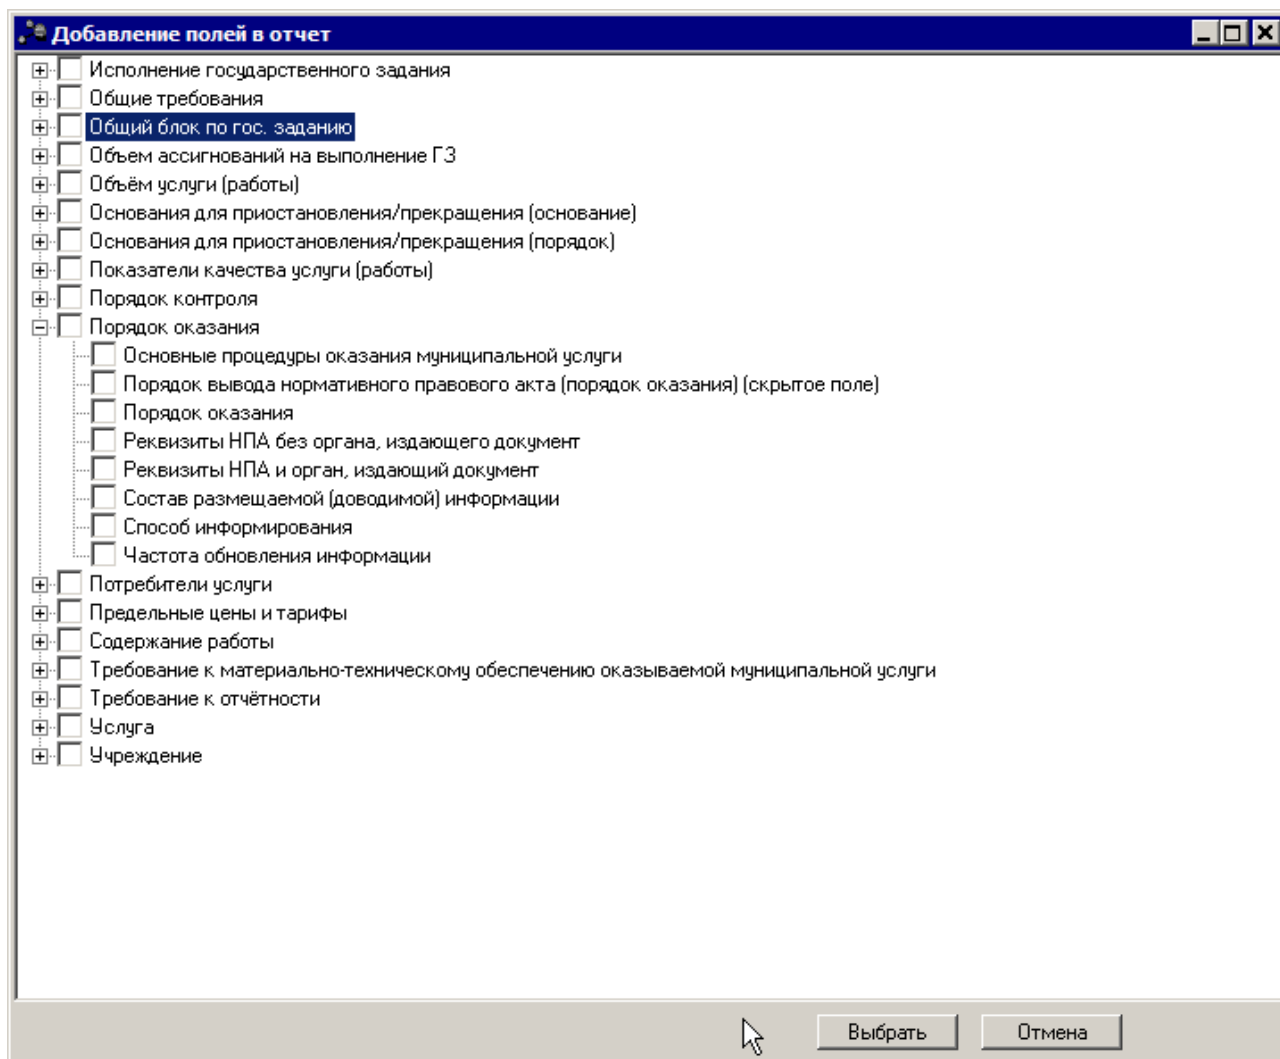 Добавление полей в отчет
Исполнение государственного задания
Общие требования
Общий блок по гос. заданию
Объем ассигнований на выполнение ГЗ
Объём услуги (работы)
Основания для приостановления/прекращения (основание)
Основания для приостановления/прекращения (порядок)
Показатели качества услуги (работы)
Порядок контроля
Порядок оказания
Основные процедуры оказания муниципальной услуги
Порядок вывода нормативного правового акта (порядок оказания) (скрытое поле)
Порядок оказания
Реквизиты НПА без органа, издающего документ
Реквизиты НПА и орган, издающий документ
Состав размещаемой (доводимой) информации
Способ информирования
Частота обновления информации
Потребители услуги
Предельные цены и тарифы
Содержание работы
Требование к материально-техническому обеспечению оказываемой муниципальной услуги
Требование к отчётности
Услуга
Учреждение
Выбрать Отмена